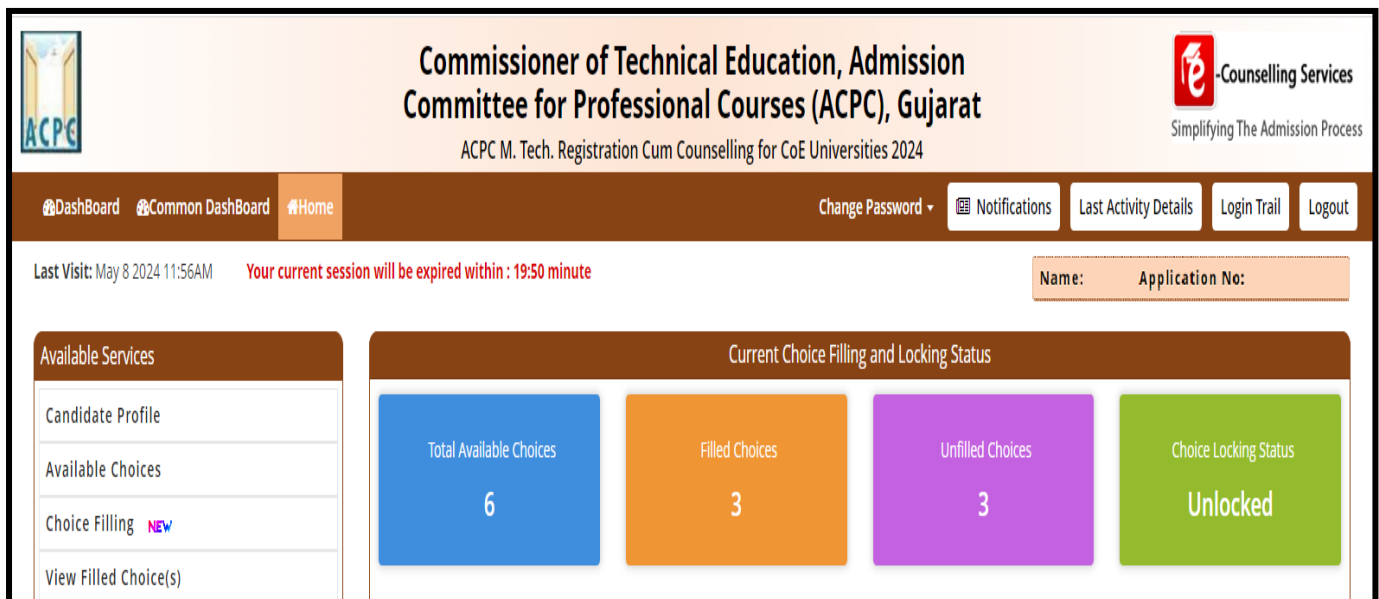 ACPC
Commissioner of Technical Education, Admission
Committee for Professional Courses (ACPC), Gujarat
ACPC M. Tech. Registration Cum Counselling for CoE Universities 2024
e -Counselling Services
Simplifying The Admission Process
DashBoard Common DashBoard Home Change Password Notifications Last Activity Details Login Trail Logout
Last Visit: May 8 2024 11:56AM Your current session will be expired within : 19:50 minute
Name: Application No:
Available Services
Candidate Profile
Available Choices
Choice Filling NEW
View Filled Choice(s)
Current Choice Filling and Locking Status
Total Available Choices
6
Filled Choices
3
Unfilled Choices
3
Choice Locking Status
Unlocked